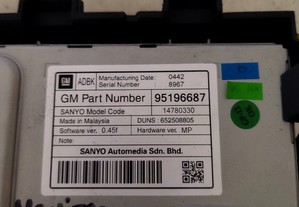 GM ADBK Manufacturing Date: 0442
Serial Number 8967
GM Part Number 95196687
SANYO Model Code 14780330
Made in Malaysia DUNS : 652508805
Software ver. 0.45f Hardware ver. MP
Note:
SANYO Automedia Sdn. Bhd.